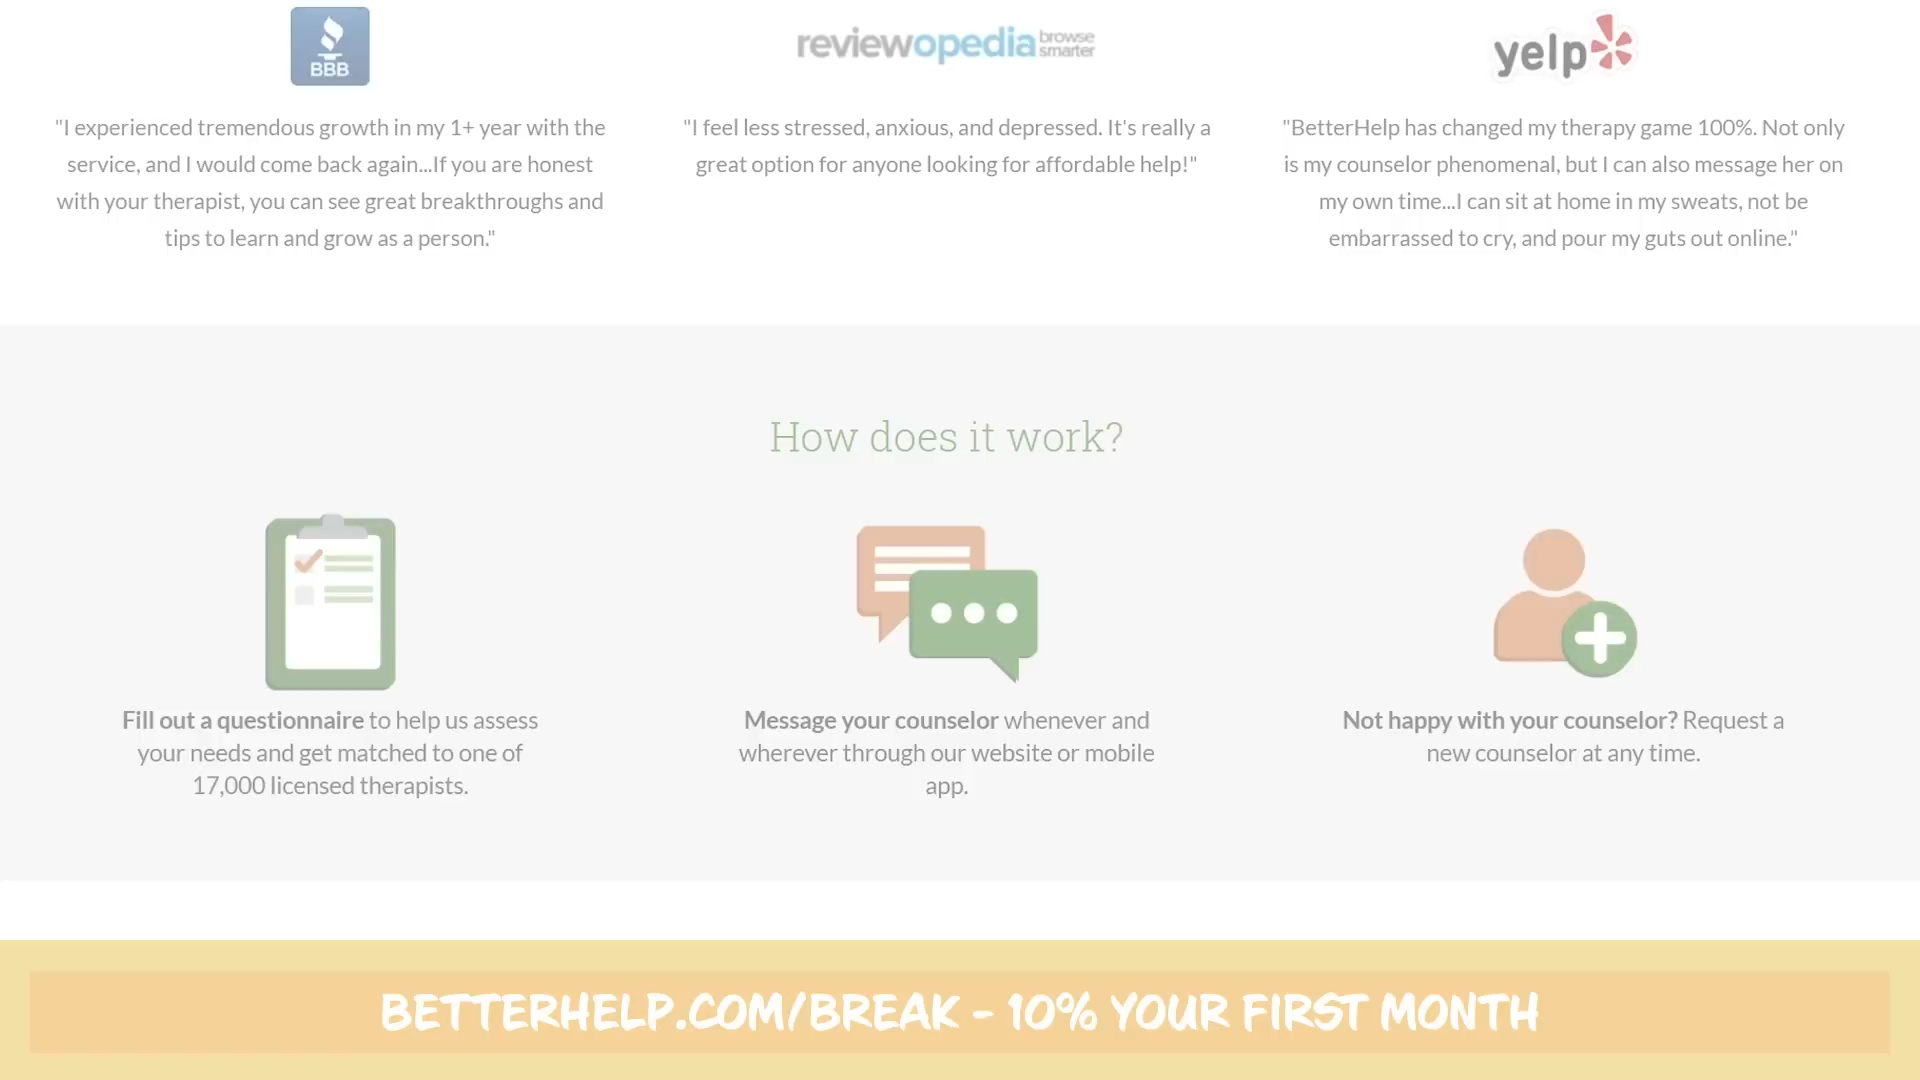 BBB
reviewopedia browse smarter
yelp
"I experienced tremendous growth in my 1+ year with the
service, and I would come back again...If you are honest
with your therapist, you can see great breakthroughs and
tips to learn and grow as a person."
"I feel less stressed, anxious, and depressed. It's really a
great option for anyone looking for affordable help!"
"BetterHelp has changed my therapy game 100%. Not only
is my counselor phenomenal, but I can also message her on
my own time...I can sit at home in my sweats, not be
embarrassed to cry, and pour my guts out online."
How does it work?
Fill out a questionnaire to help us assess
your needs and get matched to one of
17,000 licensed therapists.
Message your counselor whenever and
wherever through our website or mobile
app.
Not happy with your counselor? Request a
new counselor at any time.
BETTERHELP.COM/BREAK - 10% YOUR FIRST MONTH